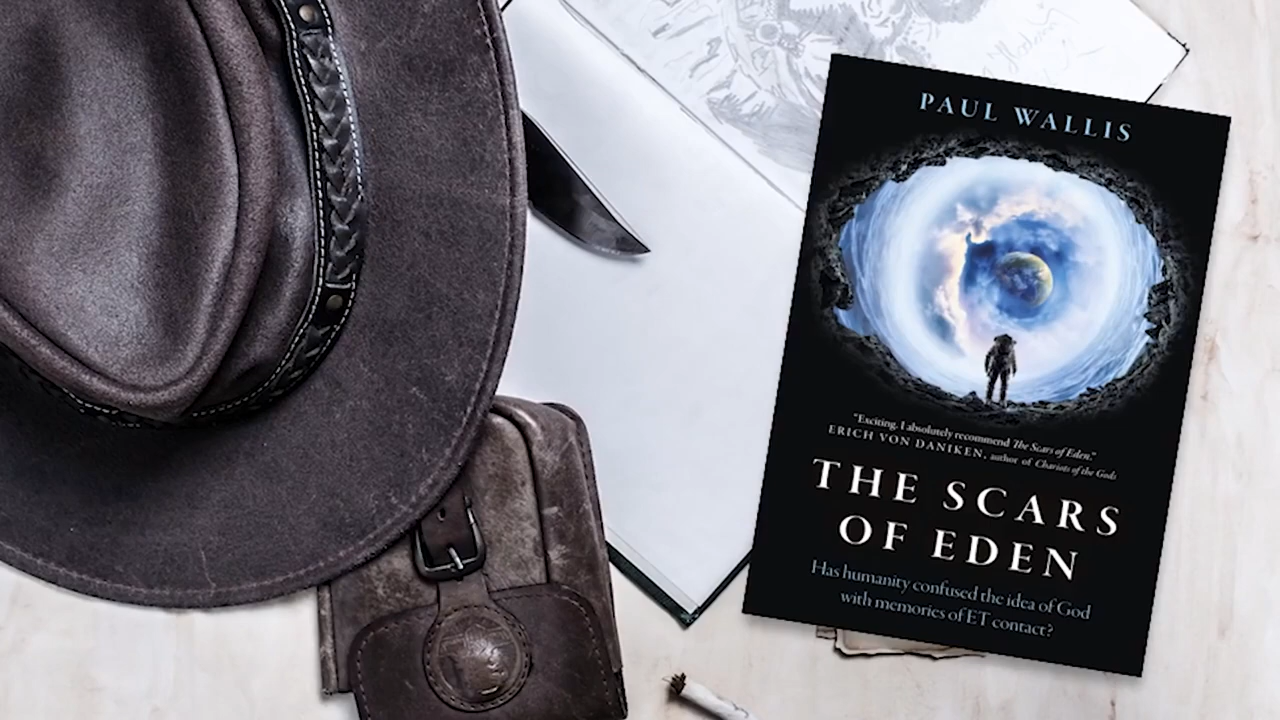 PAUL WALLIS
"Exciting. I absolutely recommend The Scars of Eden."
ERICH VON DANIKEN, author of Chariots of the Gods
THE SCARS
OF EDEN
Has humanity confused the idea of God
with memories of ET contact?